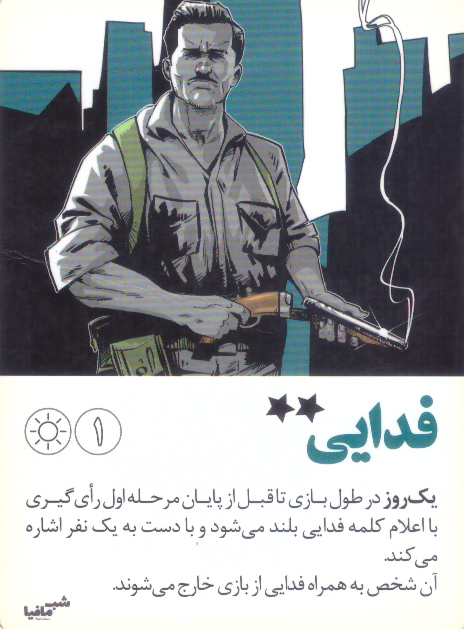 فدایی
۱
یک‌روز در طول بازی تا قبل از پایان مرحله اول رأی‌گیری
با اعلام کلمه فدایی بلند می‌شود و با دست به یک نفر اشاره
می‌کند.
آن شخص به همراه فدایی از بازی خارج می‌شوند.
شب
مافیا